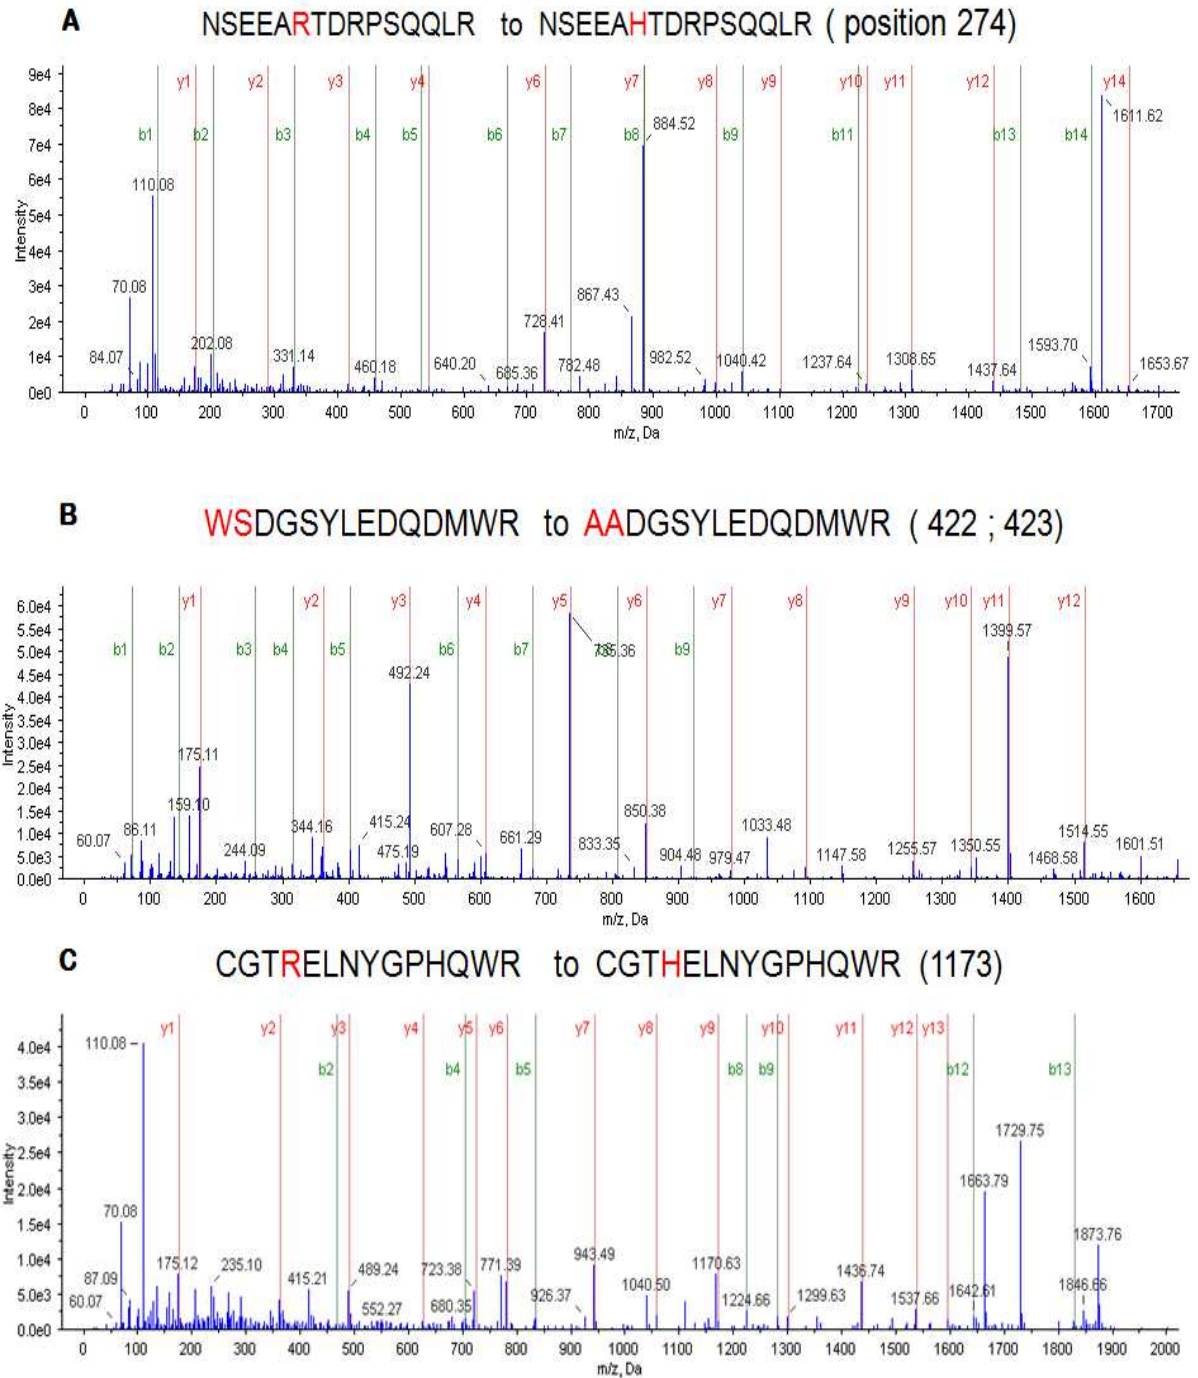 A NSEEARTDRPSQQLR to NSEEAHTDRPSQQLR ( position 274)
9e4 8e4 7e4 6e4 5e4 4e4 3e4 2e4 1e4 0e0
Intensity
y1 y2 y3 y4 y6 y7 y8 y9 y10 y11 y12 y14
b1 b2 b3 b4 b5 b6 b7 b8 b9 b11 b13 b14
884.52 1611.62
110.08
70.08 867.43
728.41
84.07 202.08 331.14 460.18 640.20 685.36 782.48 982.52 1040.42 1237.64 1308.65 1437.64 1593.70 1653.67
0 100 200 300 400 500 600 700 800 900 1000 1100 1200 1300 1400 1500 1600 1700
m/z, Da
B WSDGSYLEDQDMWR to AADGSYLEDQDMWR ( 422 ; 423)
6.0e4 5.5e4 5.0e4 4.5e4 4.0e4 3.5e4 3.0e4 2.5e4 2.0e4 1.5e4 1.0e4 5.0e3 0.0e0
Intensity
y1 y2 y3 y4 y5 y6 y7 y8 y9 y10 y11 y12
b1 b2 b3 b4 b5 b6 b7 b9
1399.57
492.24
175.11
159.10 850.38
60.07 86.11 244.09 344.16 415.24 475.19 607.28 661.29 833.35 904.48 979.47 1033.48 1147.58 1255.57 1350.55 1468.58 1514.55 1601.51
0 100 200 300 400 500 600 700 800 900 1000 1100 1200 1300 1400 1500 1600
m/z, Da
C CGTRELNYGPHQWR to CGTHELNYGPHQWR (1173)
4.0e4 3.5e4 3.0e4 2.5e4 2.0e4 1.5e4 1.0e4 5.0e3 0.0e0
Intensity
y1 y2 y3 y4 y5 y6 y7 y8 y9 y10 y11 y12 y13
b2 b4 b5 b8 b9 b12 b13
110.08
1729.75
1663.79
70.08 1873.76
87.09 175.12 235.10 415.21 489.24 723.38 771.39 943.49 1170.63 1436.74
60.07 552.27 680.35 926.37 1040.50 1224.66 1299.63 1537.66 1642.61 1846.66
0 100 200 300 400 500 600 700 800 900 1000 1100 1200 1300 1400 1500 1600 1700 1800 1900 2000
m/z, Da